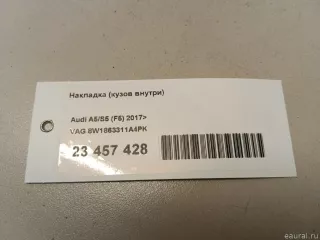 Накладка (кузов внутри)
Audi A5/S5 (F5) 2017>
VAG 8W1863311A4PK
23 457 428
© eaural.ru